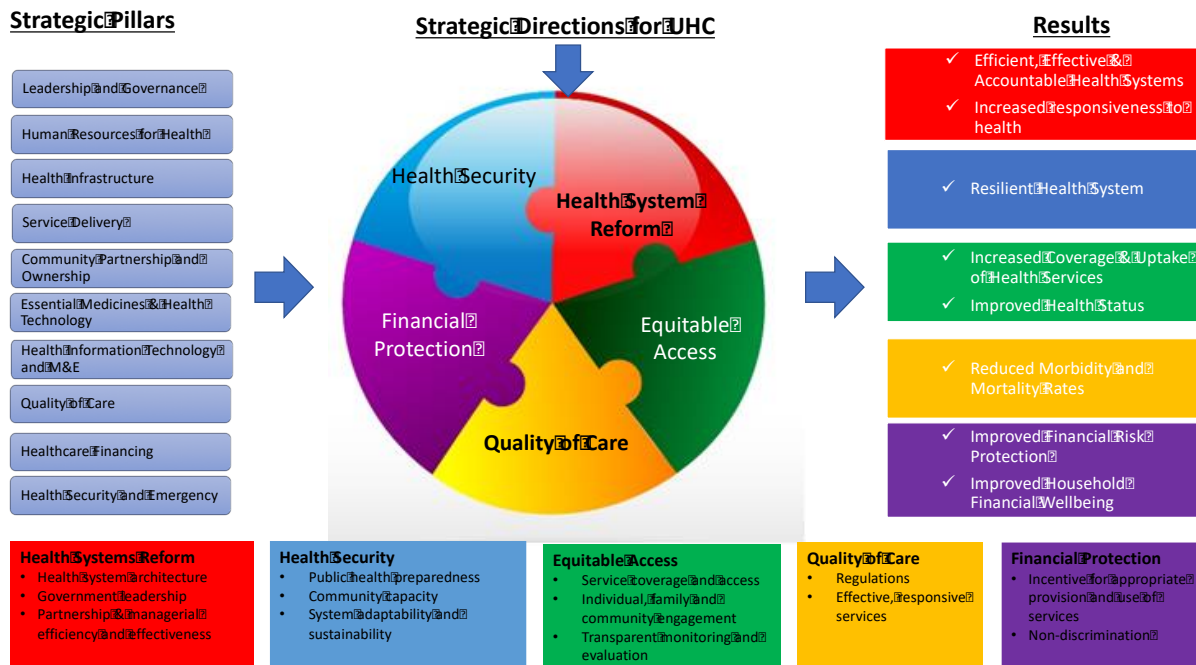 Strategic Pillars
Leadership and Governance
Human Resources for Health
Health Infrastructure
Service Delivery
Community Partnership and
Ownership
Essential Medicines & Health
Technology
Health Information Technology
and M&E
Quality of Care
Healthcare Financing
Health Security and Emergency
Strategic Directions for UHC
Health Security
Health System
Reform
Financial
Protection
Equitable
Access
Quality of Care
Results
✓ Efficient, Effective &
Accountable Health Systems
✓ Increased responsiveness to
health
✓ Resilient Health System
✓ Increased Coverage & Uptake
of Health Services
✓ Improved Health Status
✓ Reduced Morbidity and
Mortality Rates
✓ Improved Financial Risk
Protection
✓ Improved Household
Financial Wellbeing
Health Systems Reform
• Health system architecture
• Government leadership
• Partnership & managerial
efficiency and effectiveness
Health Security
• Public health preparedness
• Community capacity
• System adaptability and
sustainability
Equitable Access
• Service coverage and access
• Individual, family and
community engagement
• Transparent monitoring and
evaluation
Quality of Care
• Regulations
• Effective, responsive
services
Financial Protection
• Incentive for appropriate
provision and use of
services
• Non-discrimination